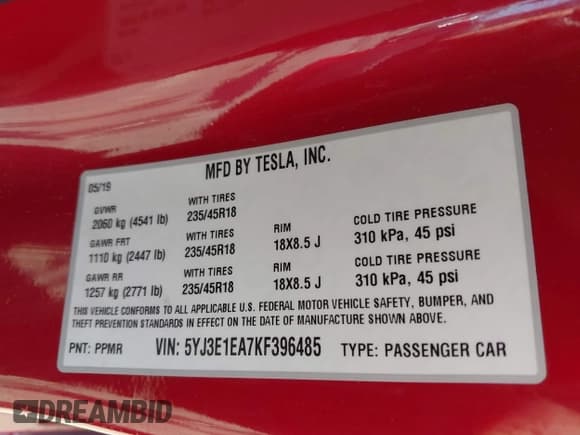 MFD BY TESLA, INC.
05/19
GVWR
2060 kg (4541 lb)
WITH TIRES
235/45R18
GAWR FRT
1110 kg (2447 lb)
WITH TIRES
235/45R18
RIM
18X8.5 J
COLD TIRE PRESSURE
310 kPa, 45 psi
GAWR RR
1257 kg (2771 lb)
WITH TIRES
235/45R18
RIM
18X8.5 J
COLD TIRE PRESSURE
310 kPa, 45 psi
THIS VEHICLE CONFORMS TO ALL APPLICABLE U.S. FEDERAL MOTOR VEHICLE SAFETY, BUMPER, AND
THEFT PREVENTION STANDARDS IN EFFECT ON THE DATE OF MANUFACTURE SHOWN ABOVE.
PNT: PPMR VIN: 5YJ3E1EA7KF396485 TYPE: PASSENGER CAR
DREAMBID